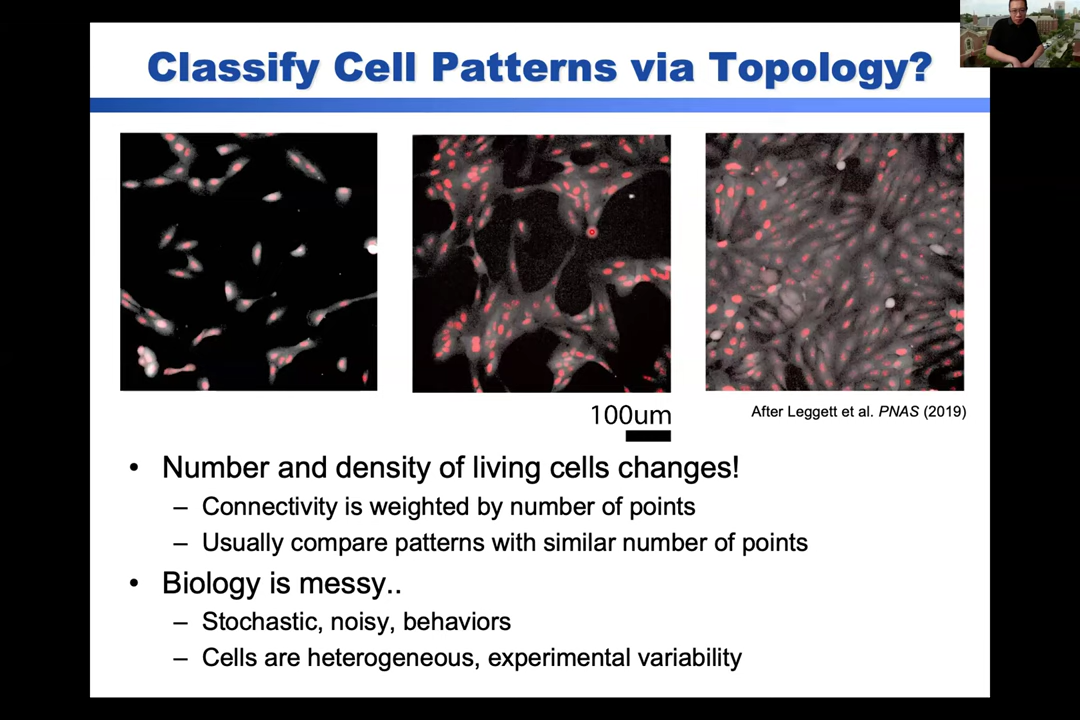 Classify Cell Patterns via Topology?
100um
After Leggett et al. PNAS (2019)
• Number and density of living cells changes!
– Connectivity is weighted by number of points
– Usually compare patterns with similar number of points
• Biology is messy..
– Stochastic, noisy, behaviors
– Cells are heterogeneous, experimental variability